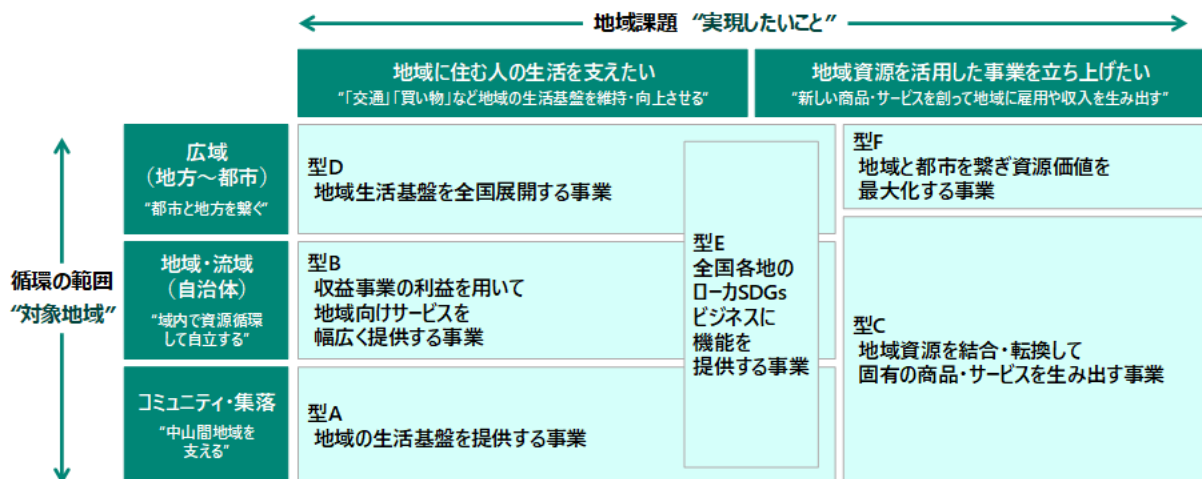 地域課題 “実現したいこと”
地域に住む人の生活を支えたい
“「交通」「買い物」など地域の生活基盤を維持・向上させる”
地域資源を活用した事業を立ち上げたい
“新しい商品・サービスを創って地域に雇用や収入を生み出す”
循環の範囲
“対象地域”
広域
（地方～都市）
“都市と地方を繋ぐ”
型D
地域生活基盤を全国展開する事業
型F
地域と都市を繋ぎ資源価値を
最大化する事業
地域・流域
（自治体）
“域内で資源循環
して自立する”
型B
収益事業の利益を用いて
地域向けサービスを
幅広く提供する事業
型E
全国各地の
ローカSDGs
ビジネスに
機能を
提供する事業
型C
地域資源を結合・転換して
固有の商品・サービスを生み出す事業
コミュニティ・集落
“中山間地域を
支える”
型A
地域の生活基盤を提供する事業